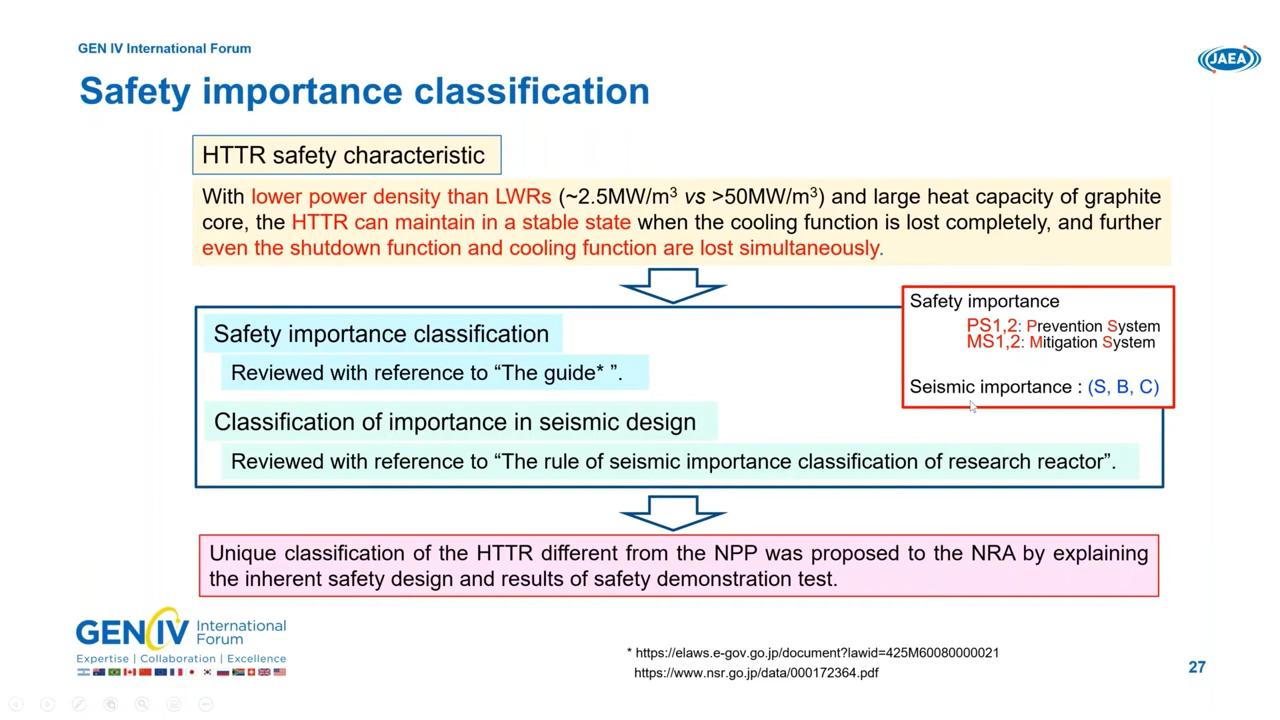 GEN IV International Forum
JAEA
Safety importance classification
HTTR safety characteristic
With lower power density than LWRs (~2.5MW/m³ vs >50MW/m³) and large heat capacity of graphite
core, the HTTR can maintain in a stable state when the cooling function is lost completely, and further
even the shutdown function and cooling function are lost simultaneously.
Safety importance
PS1,2: Prevention System
MS1,2: Mitigation System
Seismic importance : (S, B, C)
Safety importance classification
Reviewed with reference to “The guide* ”.
Classification of importance in seismic design
Reviewed with reference to “The rule of seismic importance classification of research reactor”.
Unique classification of the HTTR different from the NPP was proposed to the NRA by explaining
the inherent safety design and results of safety demonstration test.
GEN IV International
Forum
Expertise | Collaboration | Excellence
* https://elaws.e-gov.go.jp/document?lawid=425M60080000021
https://www.nsr.go.jp/data/000172364.pdf
27